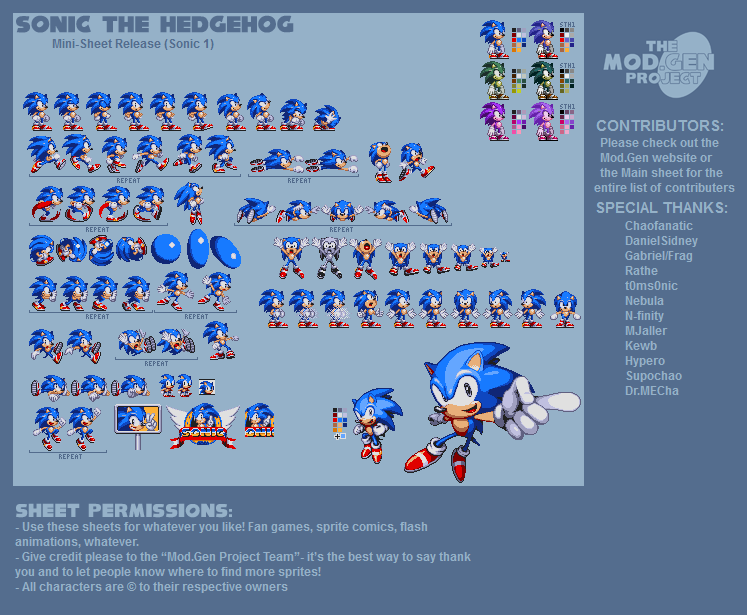 SONIC THE HEDGEHOG
Mini-Sheet Release (Sonic 1)
STH1
STH1
STH1
THE
MOD.GEN
PROJECT
CONTRIBUTORS:
Please check out the
Mod.Gen website or
the Main sheet for the
entire list of contributers
SPECIAL THANKS:
Chaofanatic
DanielSidney
Gabriel/Frag
Rathe
t0ms0nic
Nebula
N-finity
MJaller
Kewb
Hypero
Supochao
Dr.MECha
REPEAT
REPEAT
REPEAT
REPEAT
REPEAT
REPEAT
REPEAT
REPEAT
SONIC
SHEET PERMISSIONS:
- Use these sheets for whatever you like! Fan games, sprite comics, flash
animations, whatever.
- Give credit please to the “Mod.Gen Project Team”- it's the best way to say thank
you and to let people know where to find more sprites!
- All characters are © to their respective owners